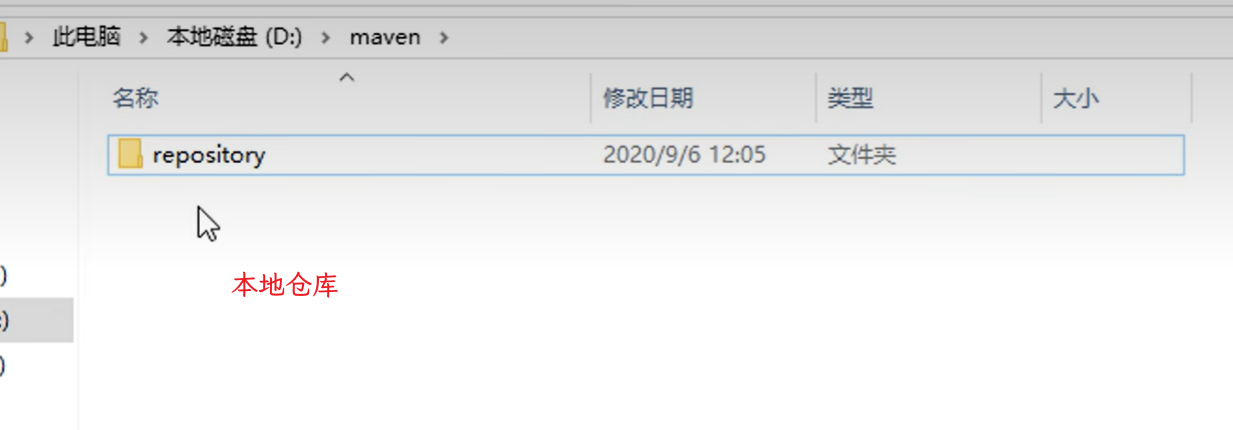 此电脑 > 本地磁盘 (D:) > maven >
名称 修改日期 类型 大小
repository 2020/9/6 12:05 文件夹
本地仓库
)
:)
)